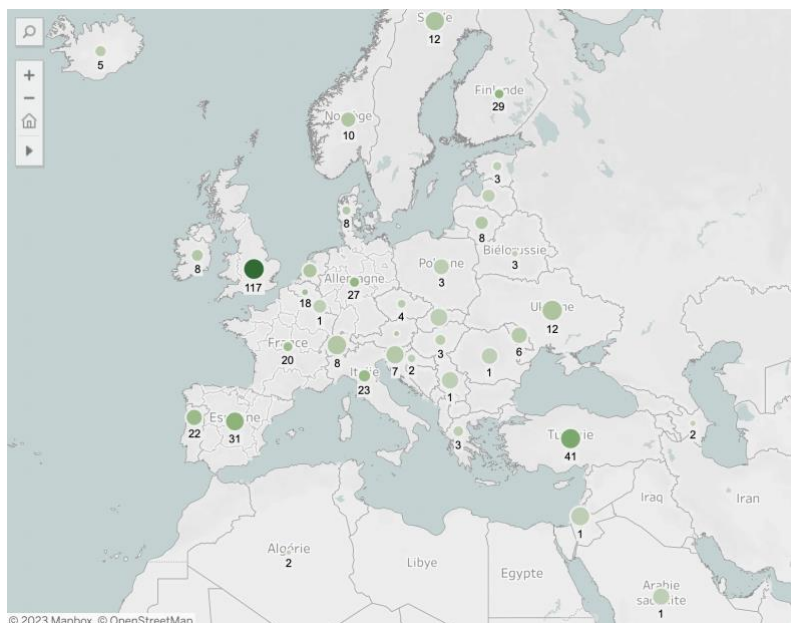 Suède
12
5
Finlande
29
Norvège
10
3
8
8
Biélorussie
3
8
117
Pologne
3
Allemagne
27
18
1
4
Ukraine
12
6
France
20
8
3
1
7
2
Italie
23
1
Espagne
31
22
3
Turquie
41
2
Iraq
Iran
1
Algérie
2
Libye
Egypte
Arabie
saoudite
1
© 2023 Mapbox © OpenStreetMap